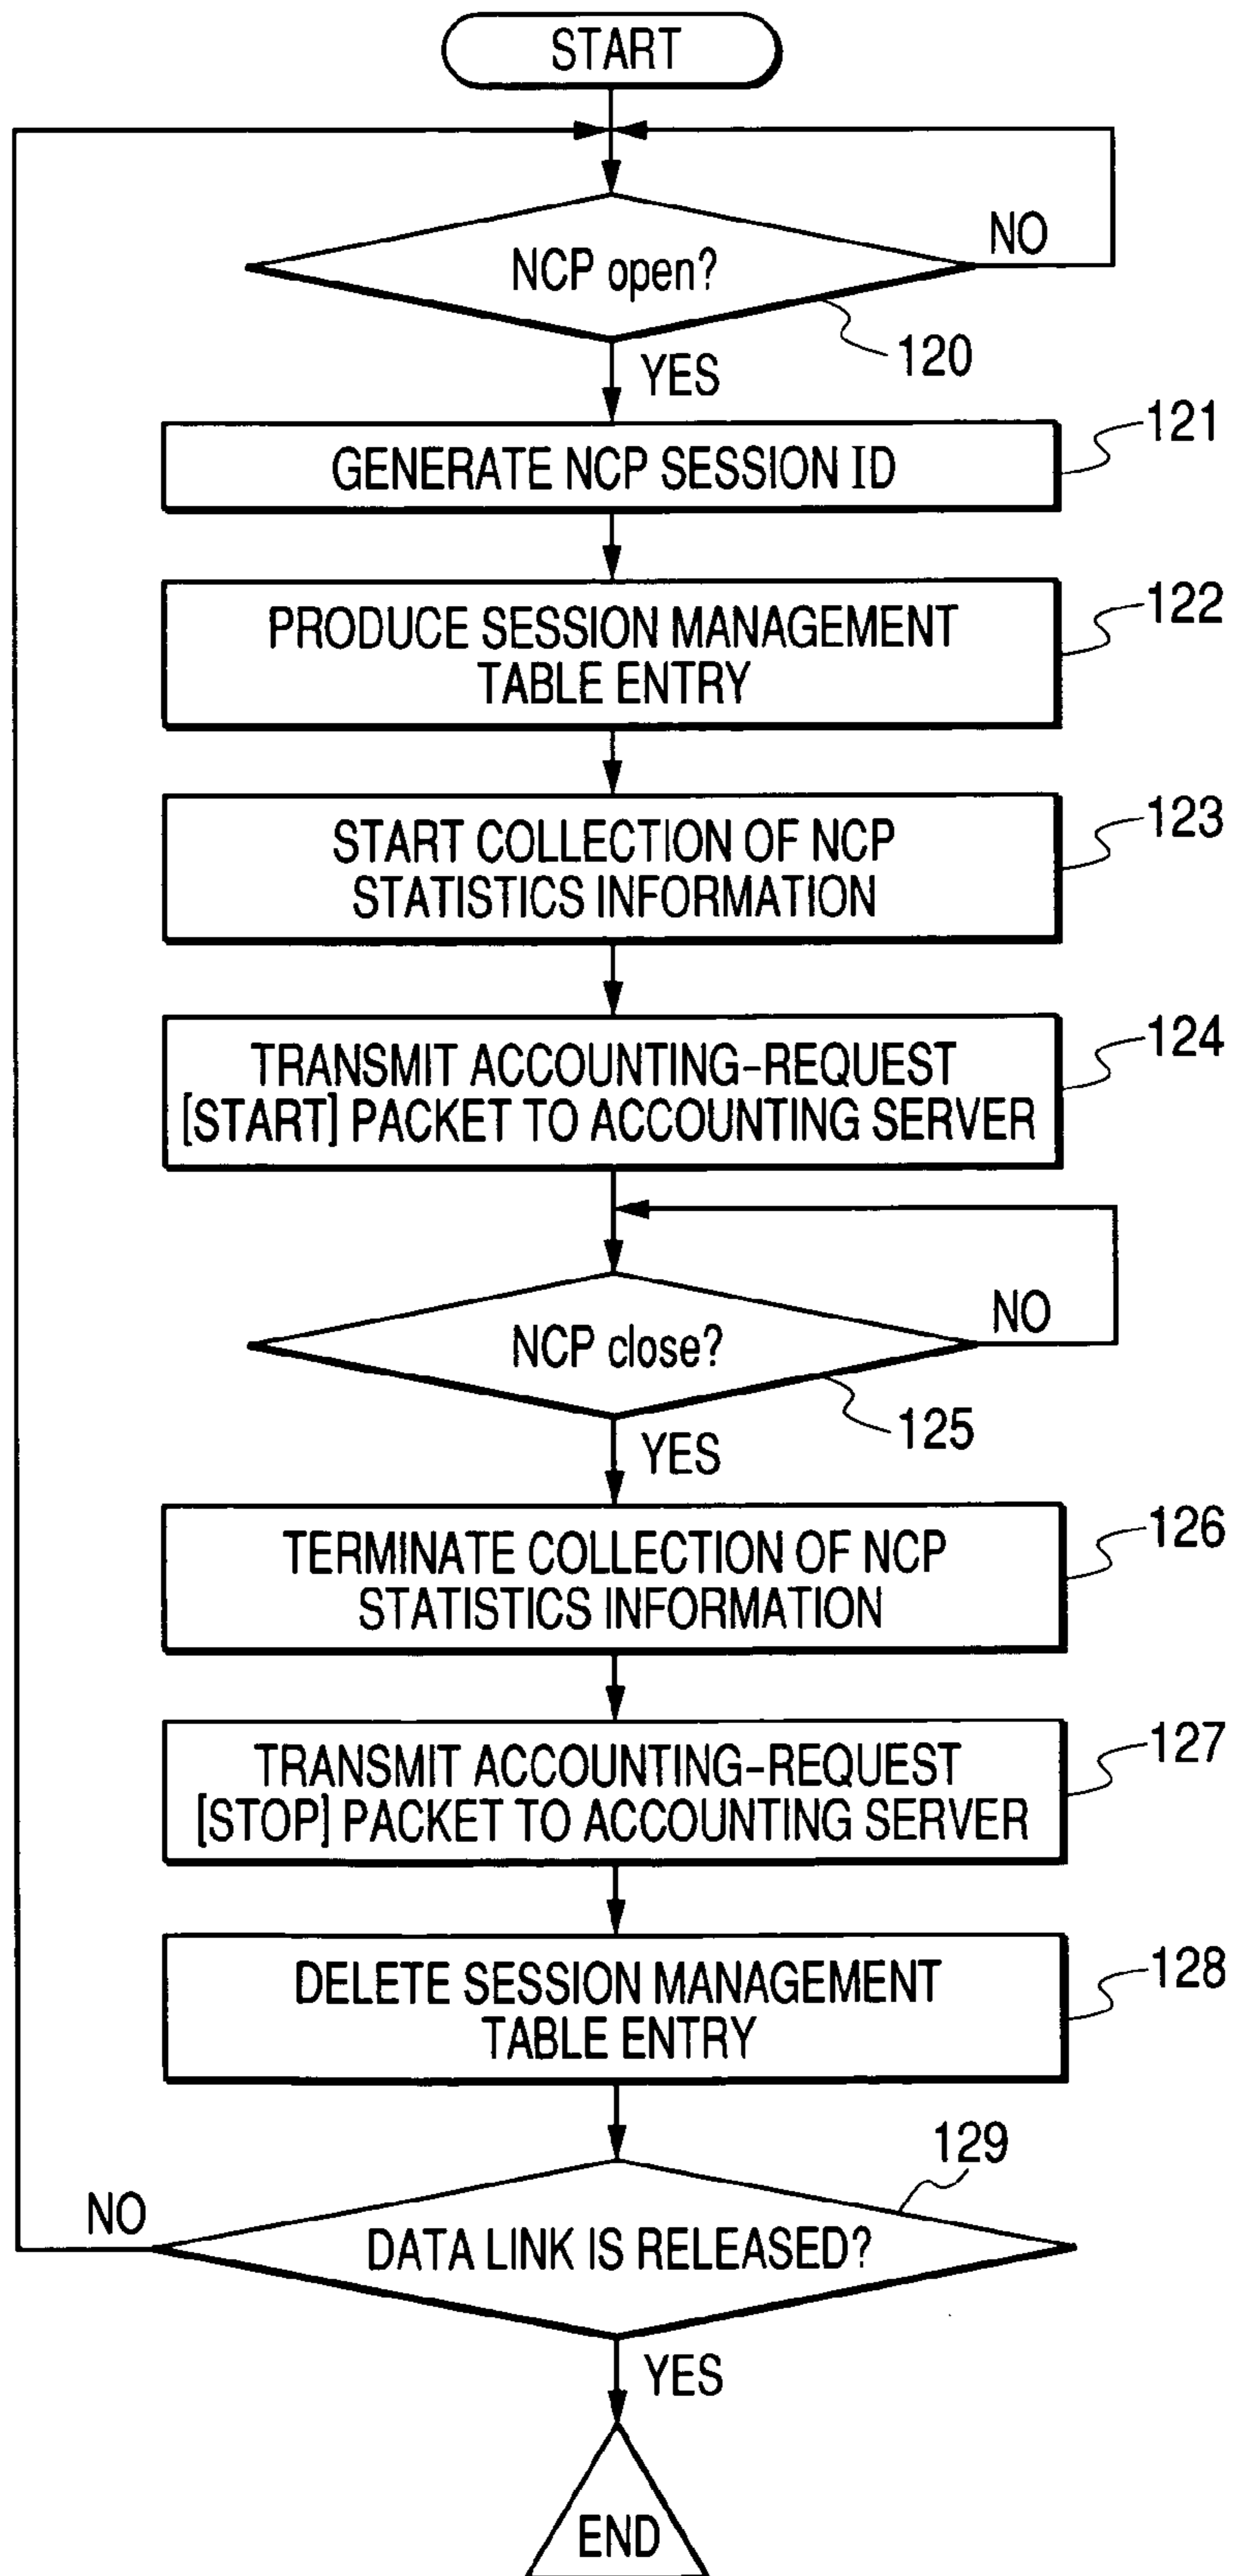 START
NCP open?
NO
120
YES
121
GENERATE NCP SESSION ID
122
PRODUCE SESSION MANAGEMENT
TABLE ENTRY
123
START COLLECTION OF NCP
STATISTICS INFORMATION
124
TRANSMIT ACCOUNTING-REQUEST
[START] PACKET TO ACCOUNTING SERVER
NCP close?
NO
125
YES
126
TERMINATE COLLECTION OF NCP
STATISTICS INFORMATION
127
TRANSMIT ACCOUNTING-REQUEST
[STOP] PACKET TO ACCOUNTING SERVER
128
DELETE SESSION MANAGEMENT
TABLE ENTRY
129
NO
DATA LINK IS RELEASED?
YES
END